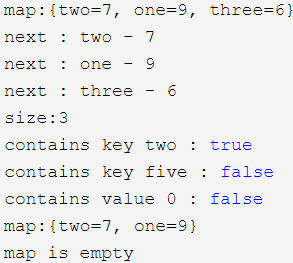 map:{two=7, one=9, three=6}
next : two - 7
next : one - 9
next : three - 6
size:3
contains key two : true
contains key five : false
contains value 0 : false
map:{two=7, one=9}
map is empty